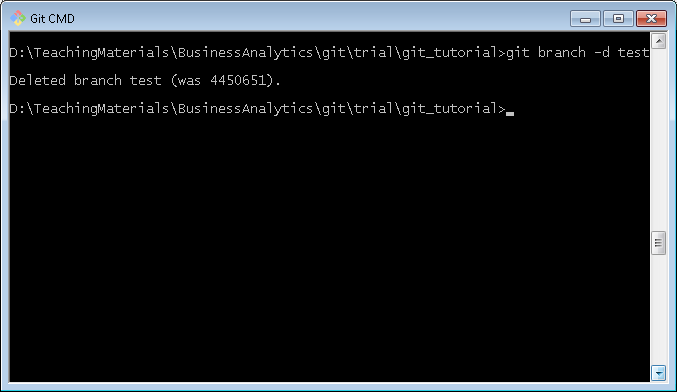 Git CMD
D:\TeachingMaterials\BusinessAnalytics\git\trial\git_tutorial>git branch -d test
Deleted branch test (was 4450651).
D:\TeachingMaterials\BusinessAnalytics\git\trial\git_tutorial>